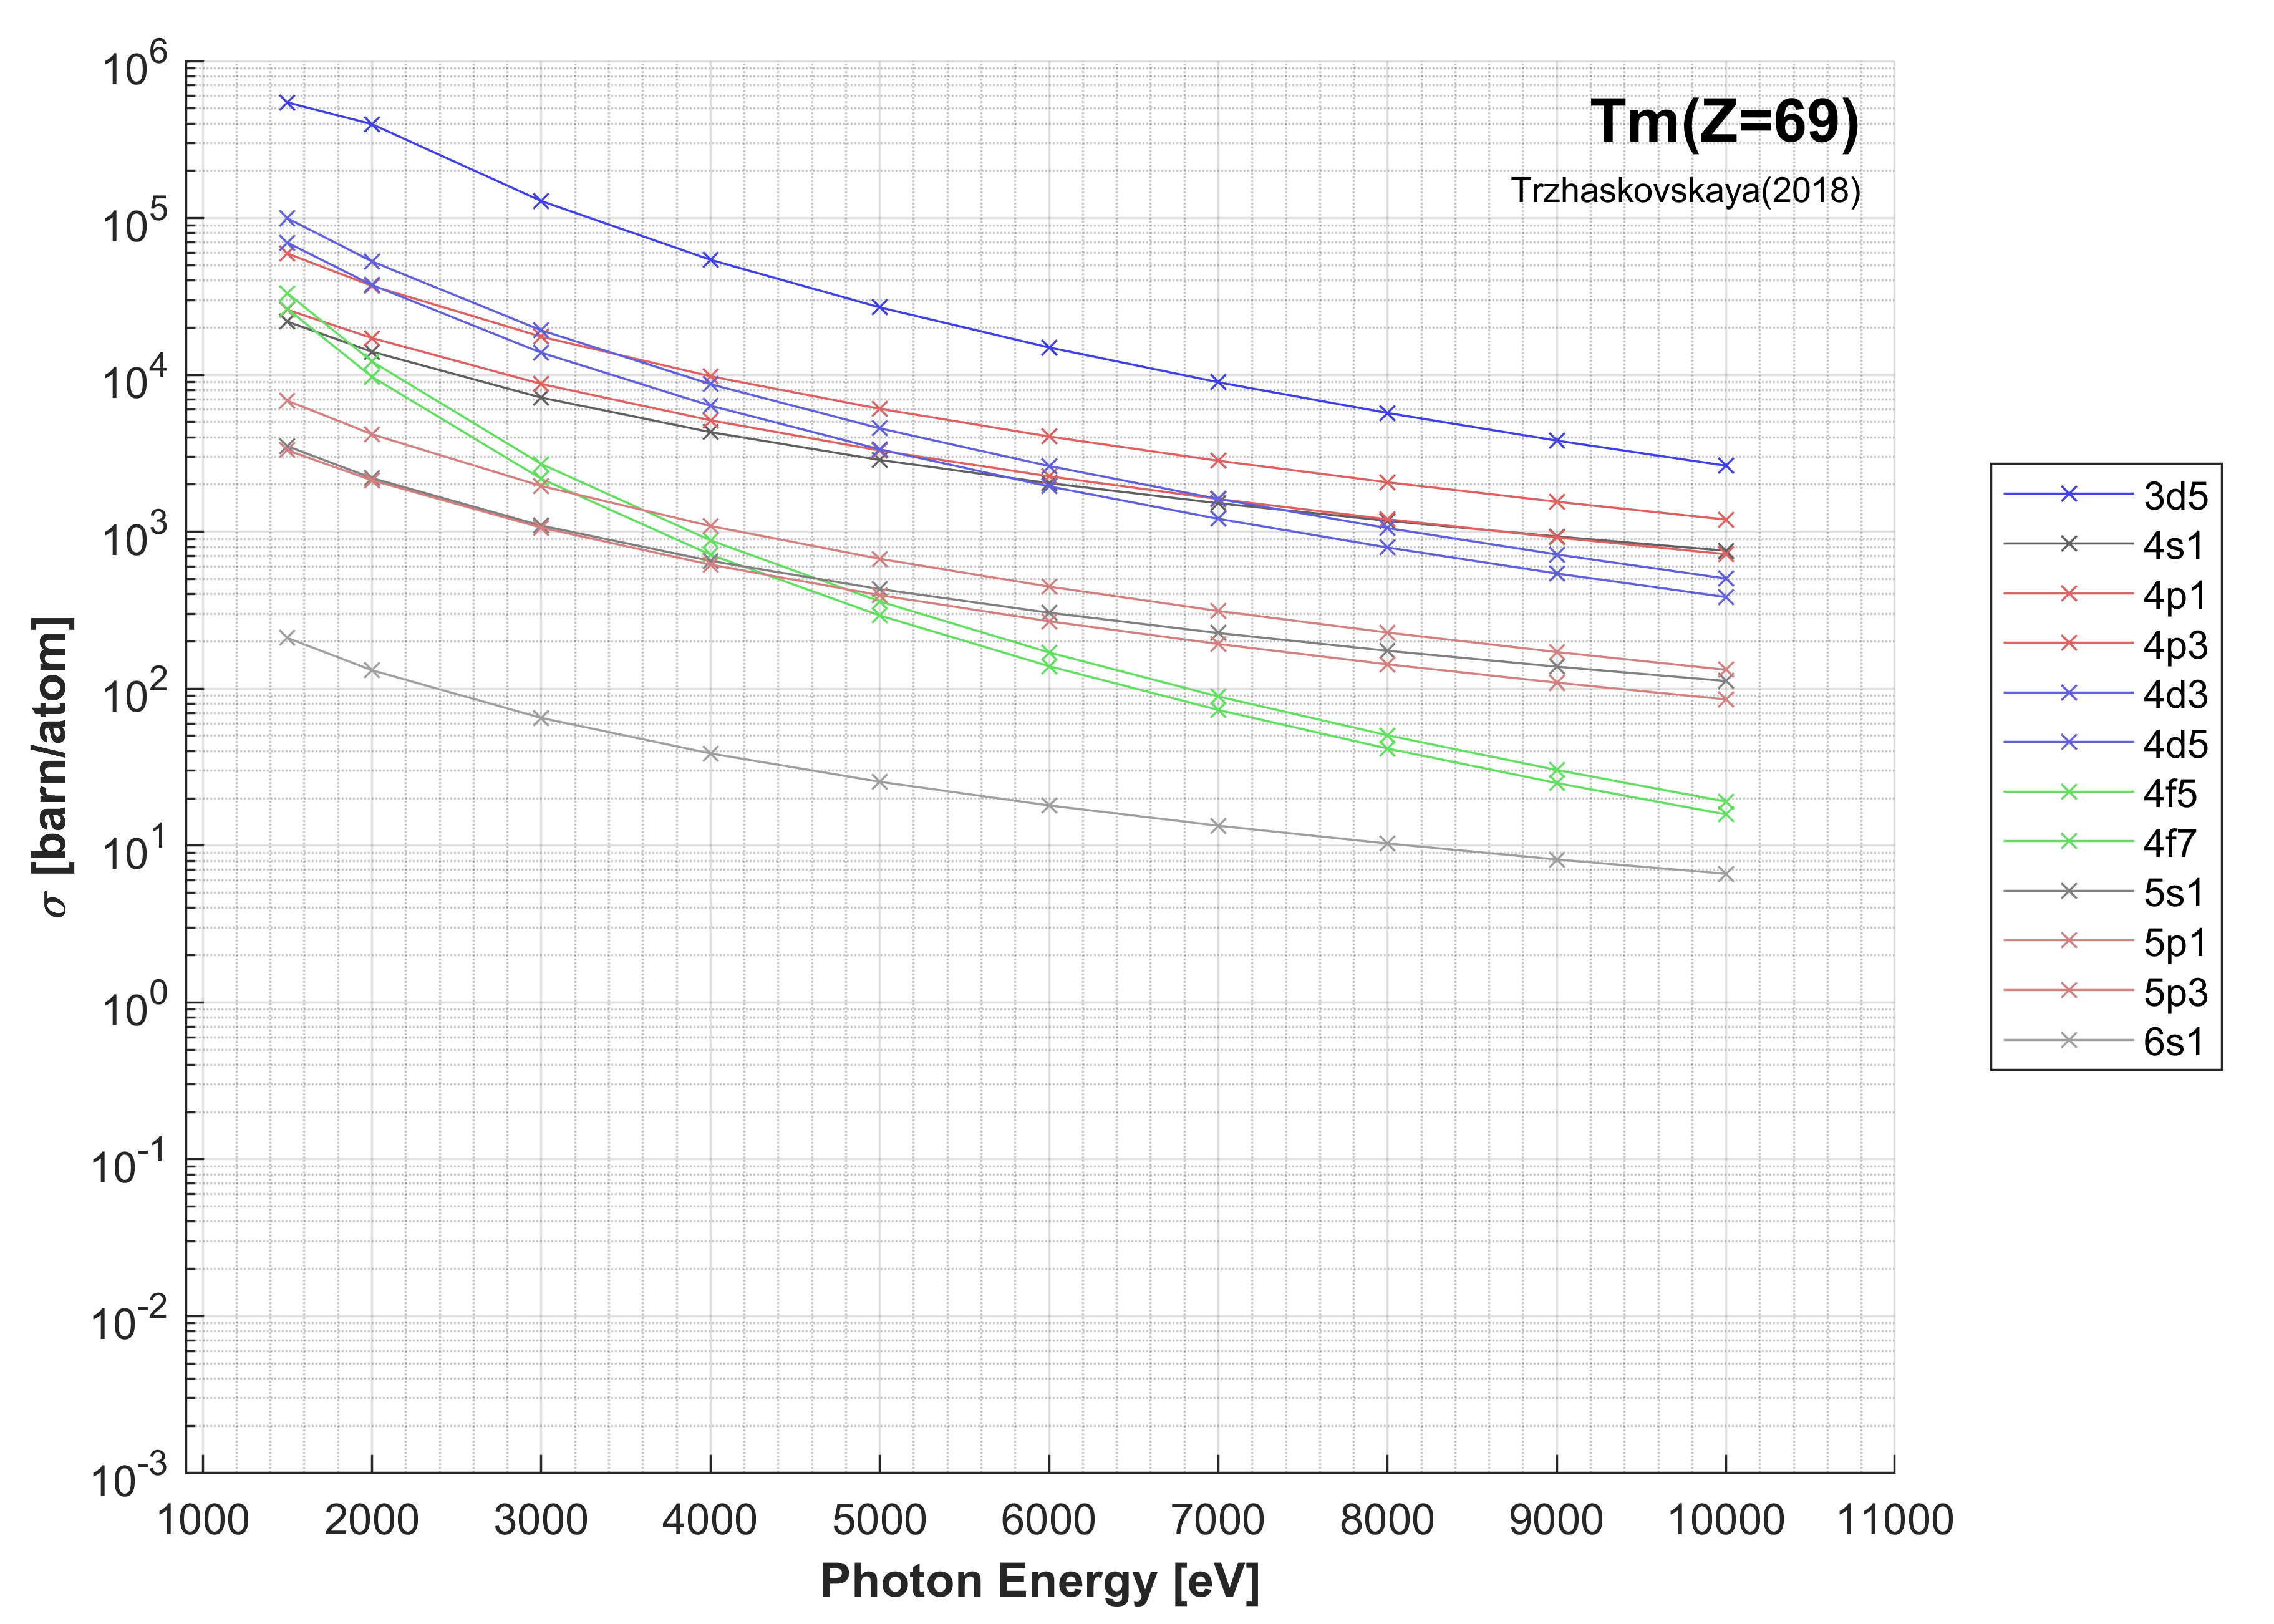 Tm(Z=69)
Trzhaskovskaya(2018)
10^6
10^5
10^4
10^3
10^2
10^1
10^0
10^-1
10^-2
10^-3
σ [barn/atom]
1000 2000 3000 4000 5000 6000 7000 8000 9000 10000 11000
Photon Energy [eV]
3d5
4s1
4p1
4p3
4d3
4d5
4f5
4f7
5s1
5p1
5p3
6s1